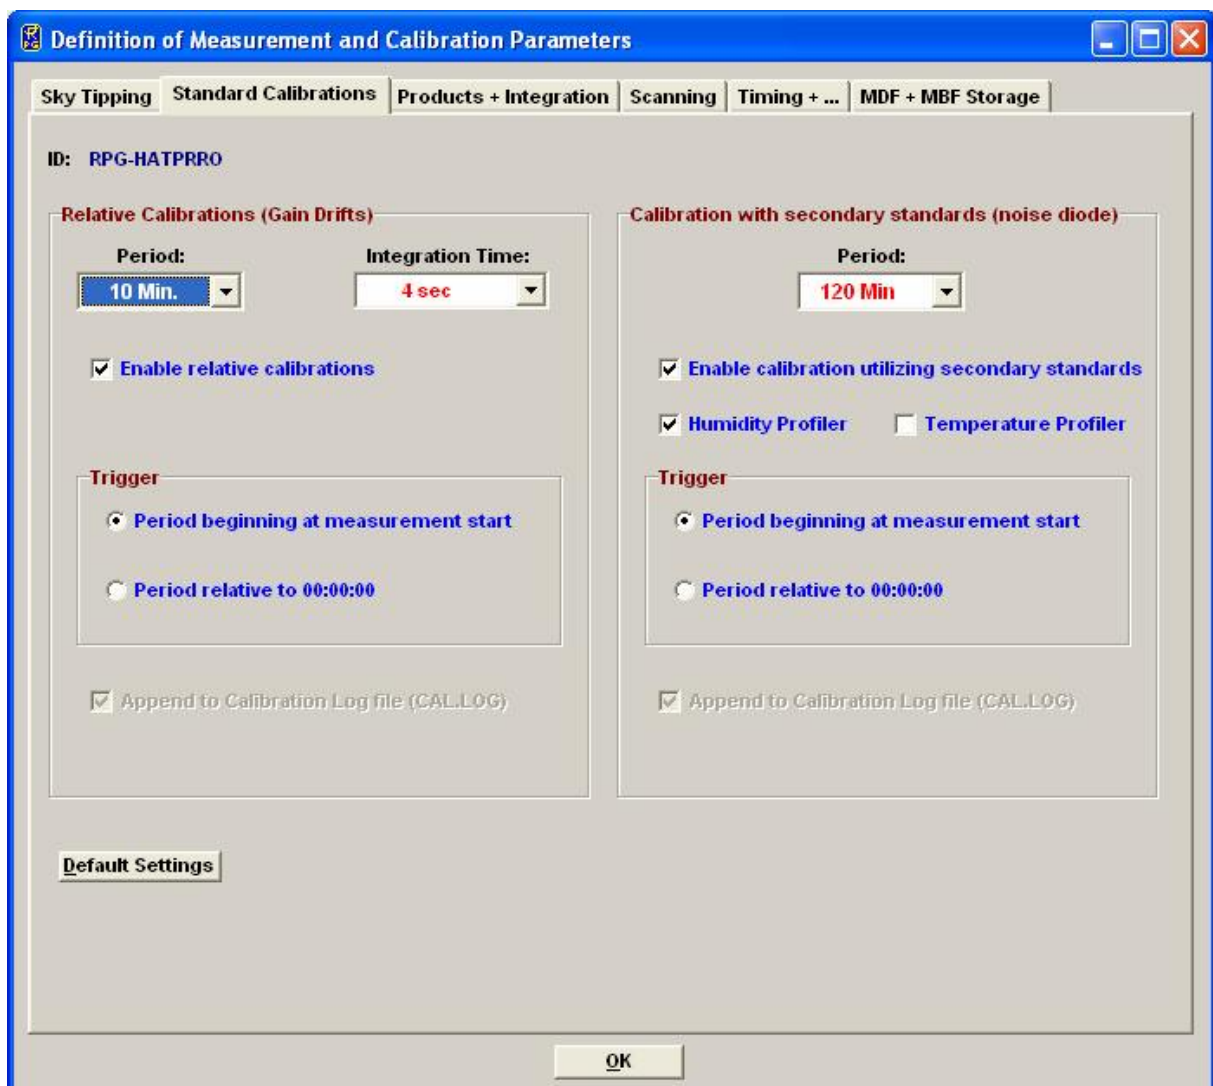 Definition of Measurement and Calibration Parameters
Sky Tipping Standard Calibrations Products + Integration Scanning Timing + ... MDF + MBF Storage
ID: RPG-HATPRRO
Relative Calibrations (Gain Drifts)
Period: Integration Time:
10 Min. 4 sec
Enable relative calibrations
Trigger
Period beginning at measurement start
Period relative to 00:00:00
Append to Calibration Log file (CAL.LOG)
Calibration with secondary standards (noise diode)
Period:
120 Min
Enable calibration utilizing secondary standards
Humidity Profiler Temperature Profiler
Trigger
Period beginning at measurement start
Period relative to 00:00:00
Append to Calibration Log file (CAL.LOG)
Default Settings
OK